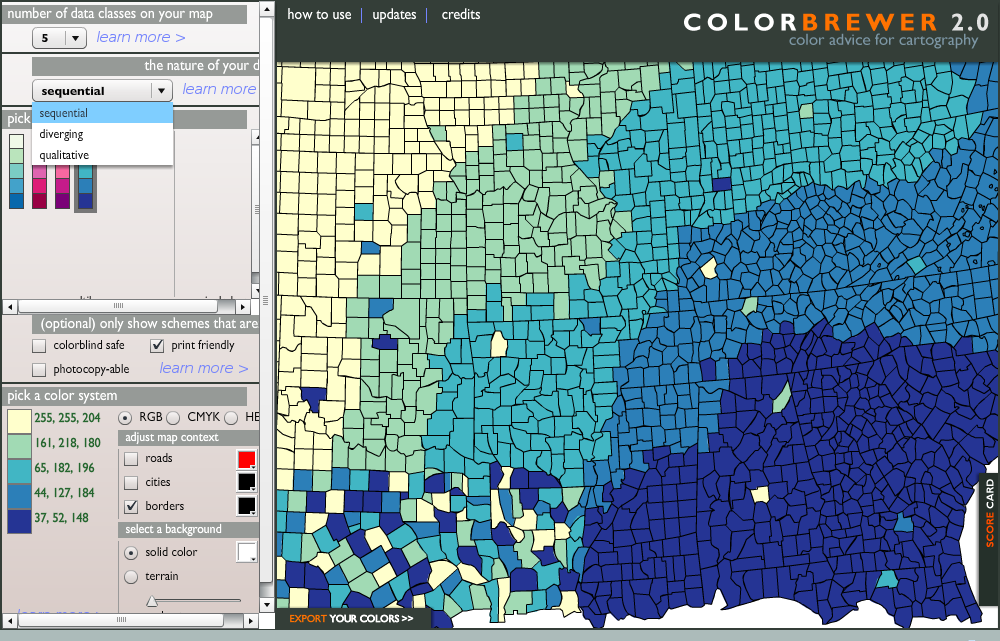 number of data classes on your map
5
learn more >
the nature of your d
sequential
learn more
sequential
diverging
qualitative
pick
(optional) only show schemes that are
colorblind safe
print friendly
photocopy-able
learn more >
pick a color system
255, 255, 204
161, 218, 180
65, 182, 196
44, 127, 184
37, 52, 148
RGB
CMYK
HE
adjust map context
roads
cities
borders
select a background
solid color
terrain
how to use
updates
credits
COLORBREWER 2.0
color advice for cartography
SCORE CARD
EXPORT YOUR COLORS >>